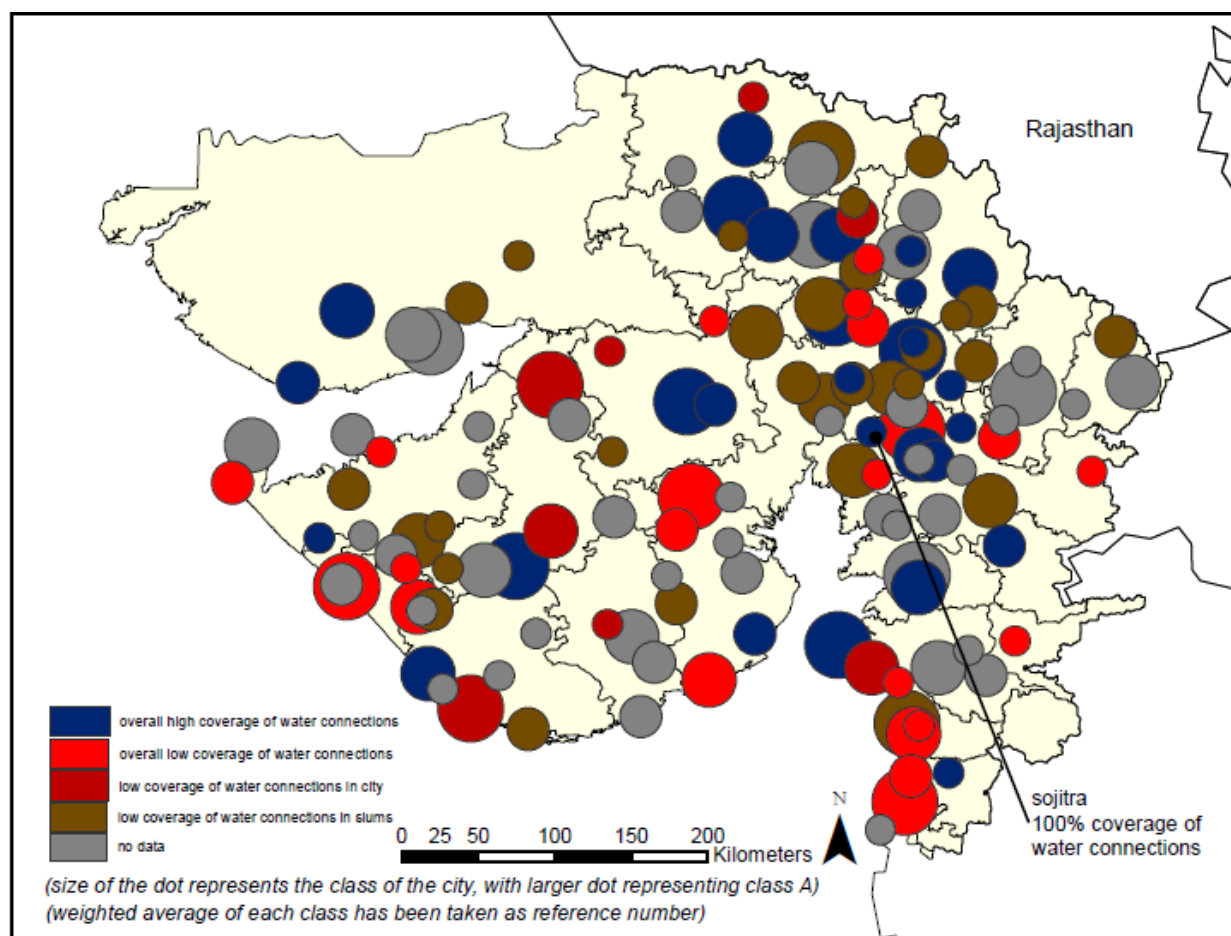 Rajasthan
overall high coverage of water connections
overall low coverage of water connections
low coverage of water connections in city
low coverage of water connections in slums
no data
N
0 25 50 100 150 200
Kilometers
sojitra
100% coverage of
water connections
(size of the dot represents the class of the city, with larger dot representing class A)
(weighted average of each class has been taken as reference number)